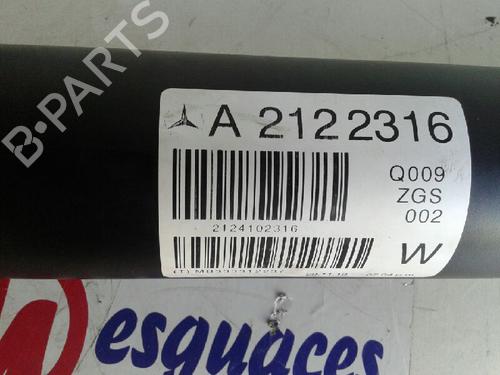 B-PARTS
A 212 2316
Q009
ZGS
002
2124102316
W
esguaces